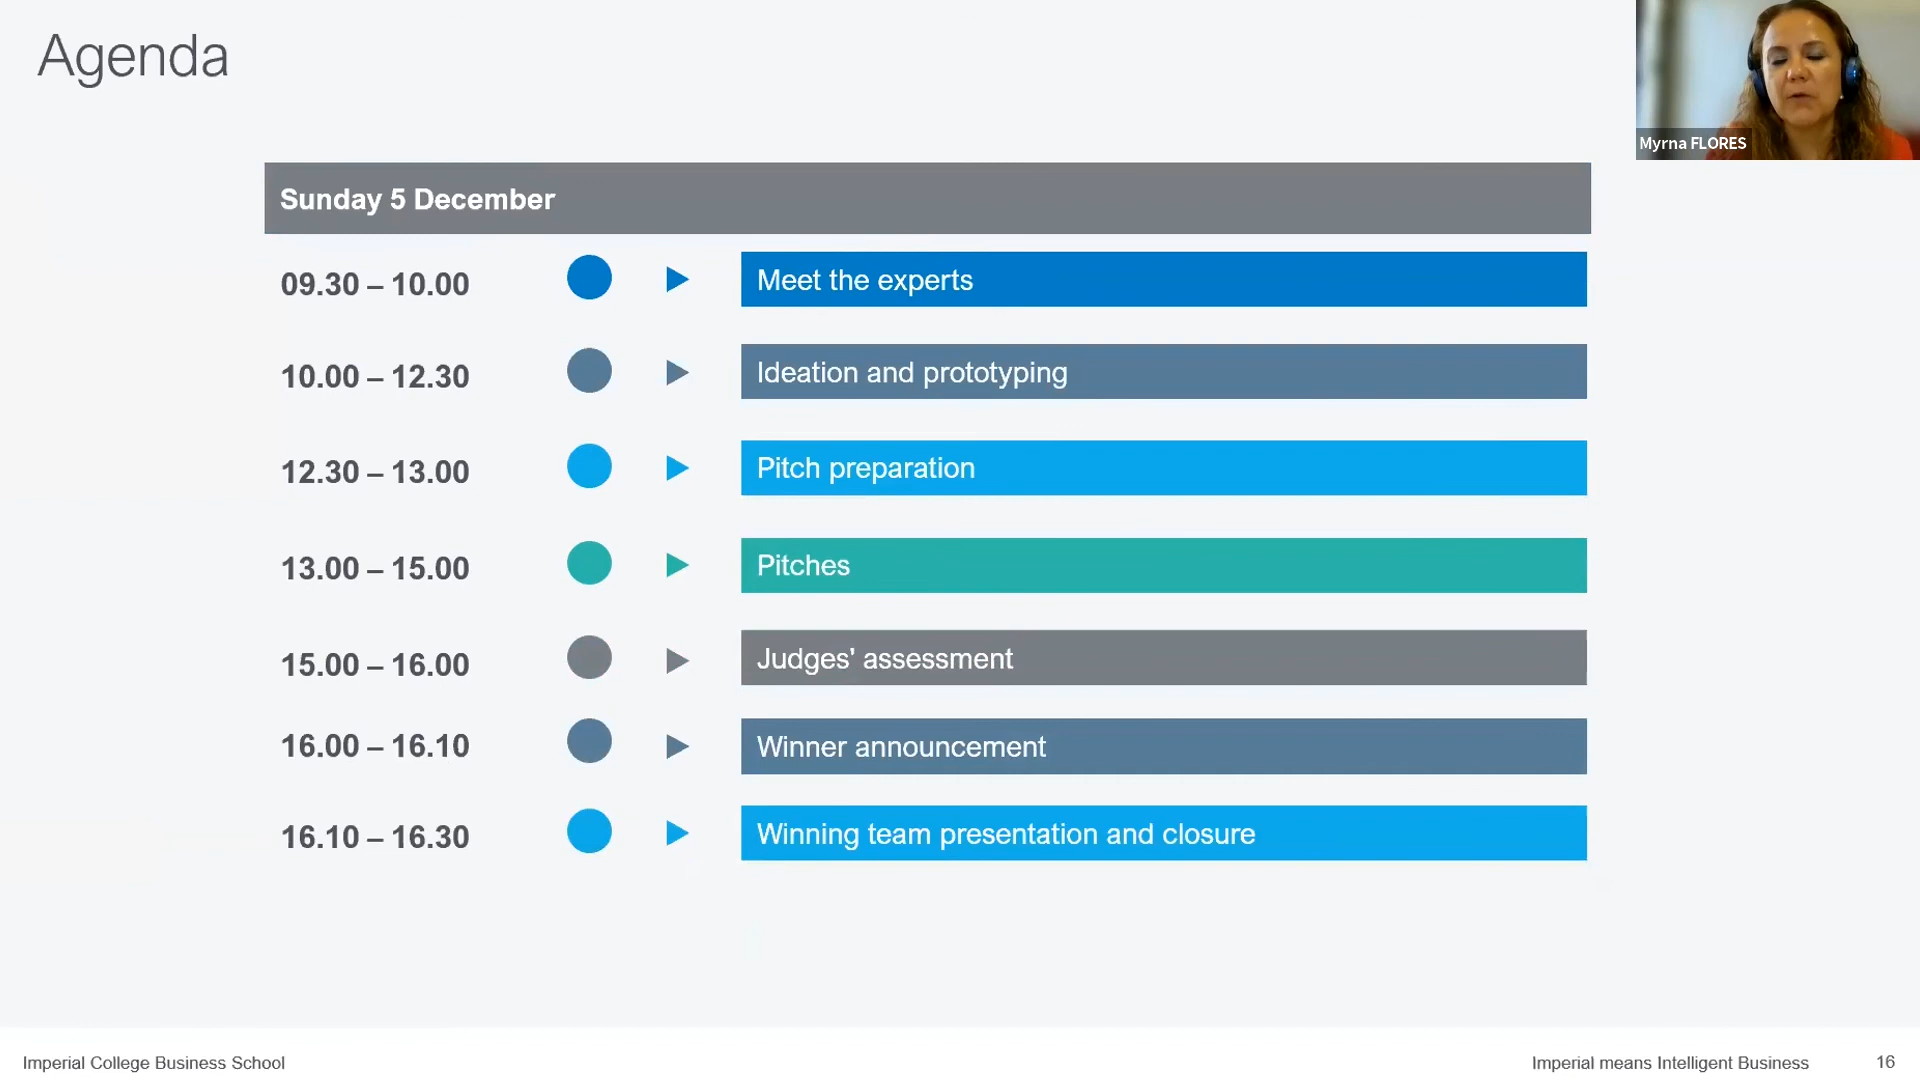 Agenda
Myrna FLORES
Sunday 5 December
09.30 – 10.00 Meet the experts
10.00 – 12.30 Ideation and prototyping
12.30 – 13.00 Pitch preparation
13.00 – 15.00 Pitches
15.00 – 16.00 Judges' assessment
16.00 – 16.10 Winner announcement
16.10 – 16.30 Winning team presentation and closure
Imperial College Business School
Imperial means Intelligent Business 16